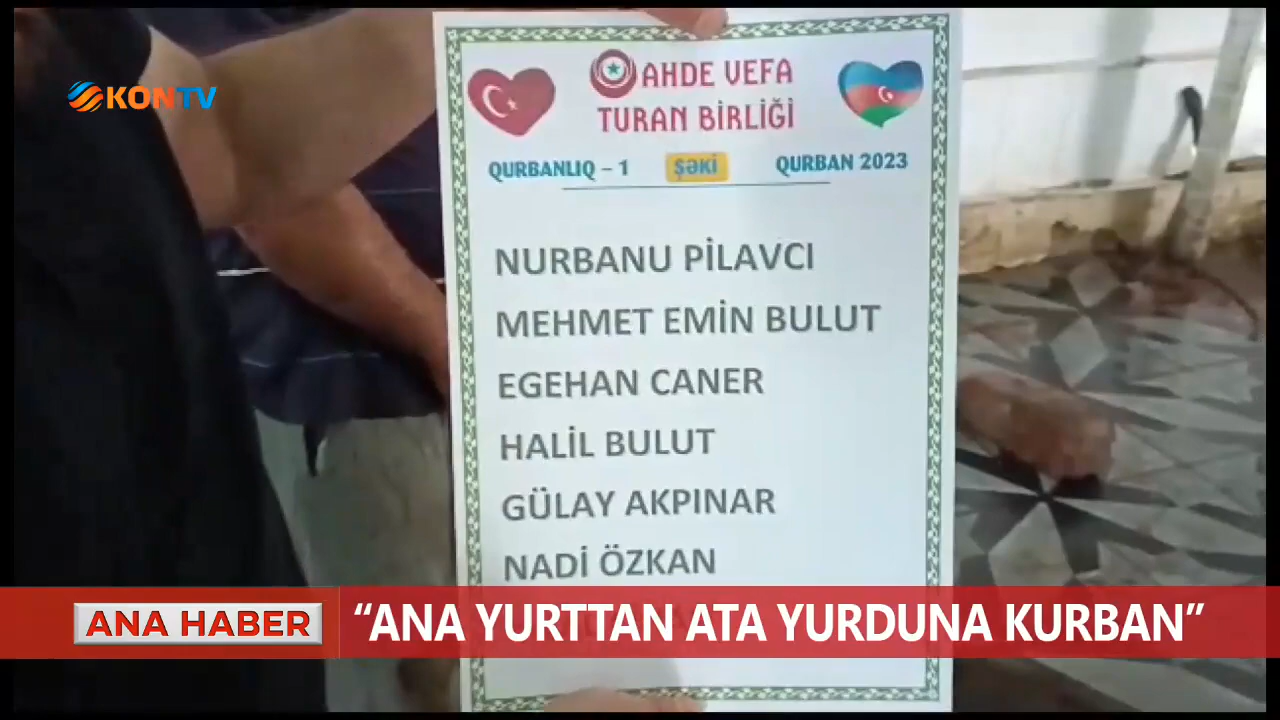 KONTV
AHDE VEFA
TURAN BİRLİĞİ
QURBANLIQ – 1 ŞƏKİ QURBAN 2023
NURBANU PİLAVCI
MEHMET EMİN BULUT
EGEHAN CANER
HALİL BULUT
GÜLAY AKPINAR
NADİ ÖZKAN
ANA HABER “ANA YURTTAN ATA YURDUNA KURBAN”